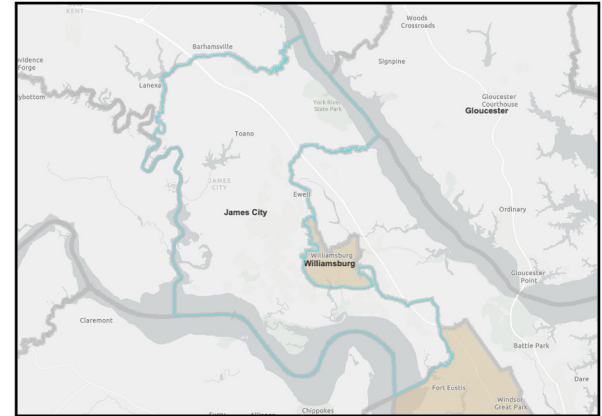 KENT
Woods
Crossroads
Barhamsville
Signpine
Providence
Forge
Lanexa
York River
State Park
Gloucester
Courthouse
Gloucester
Toano
JAMES
CITY
Ewell
James City
Ordinary
Williamsburg
Williamsburg
Gloucester
Point
Claremont
Battle Park
Dare
Fort Eustis
Windsor
Great Park
Chippokes